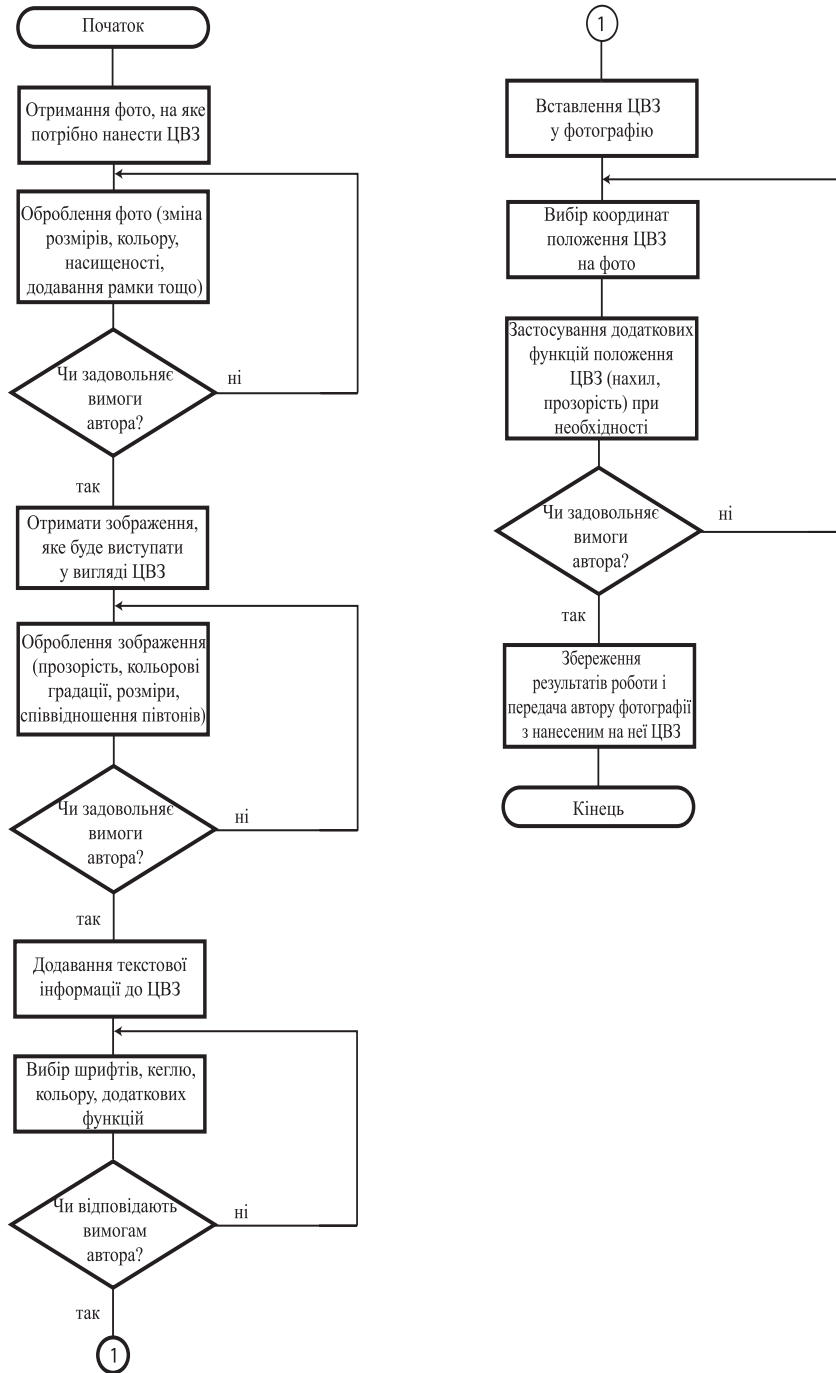 Початок
Отримання фото, на яке
потрібно нанести ЦВЗ
Оброблення фото (зміна
розмірів, кольору,
насищеності,
додавання рамки тощо)
Чи задовольняє
вимоги
автора?
ні
так
Отримати зображення,
яке буде виступати
у вигляді ЦВЗ
Оброблення зображення
(прозорість, кольорові
градації, розміри,
співвідношення півтонів)
Чи задовольняє
вимоги
автора?
ні
так
Додавання текстової
інформації до ЦВЗ
Вибір шрифтів, кеглю,
кольору, додаткових
функцій
Чи відповідають
вимогам
автора?
ні
так
1
1
Вставлення ЦВЗ
у фотографію
Вибір координат
положення ЦВЗ
на фото
Застосування додаткових
функцій положення
ЦВЗ (нахил,
прозорість) при
необхідності
Чи задовольняє
вимоги
автора?
ні
так
Збереження
результатів роботи і
передача автору фотографії
з нанесеним на неї ЦВЗ
Кінець